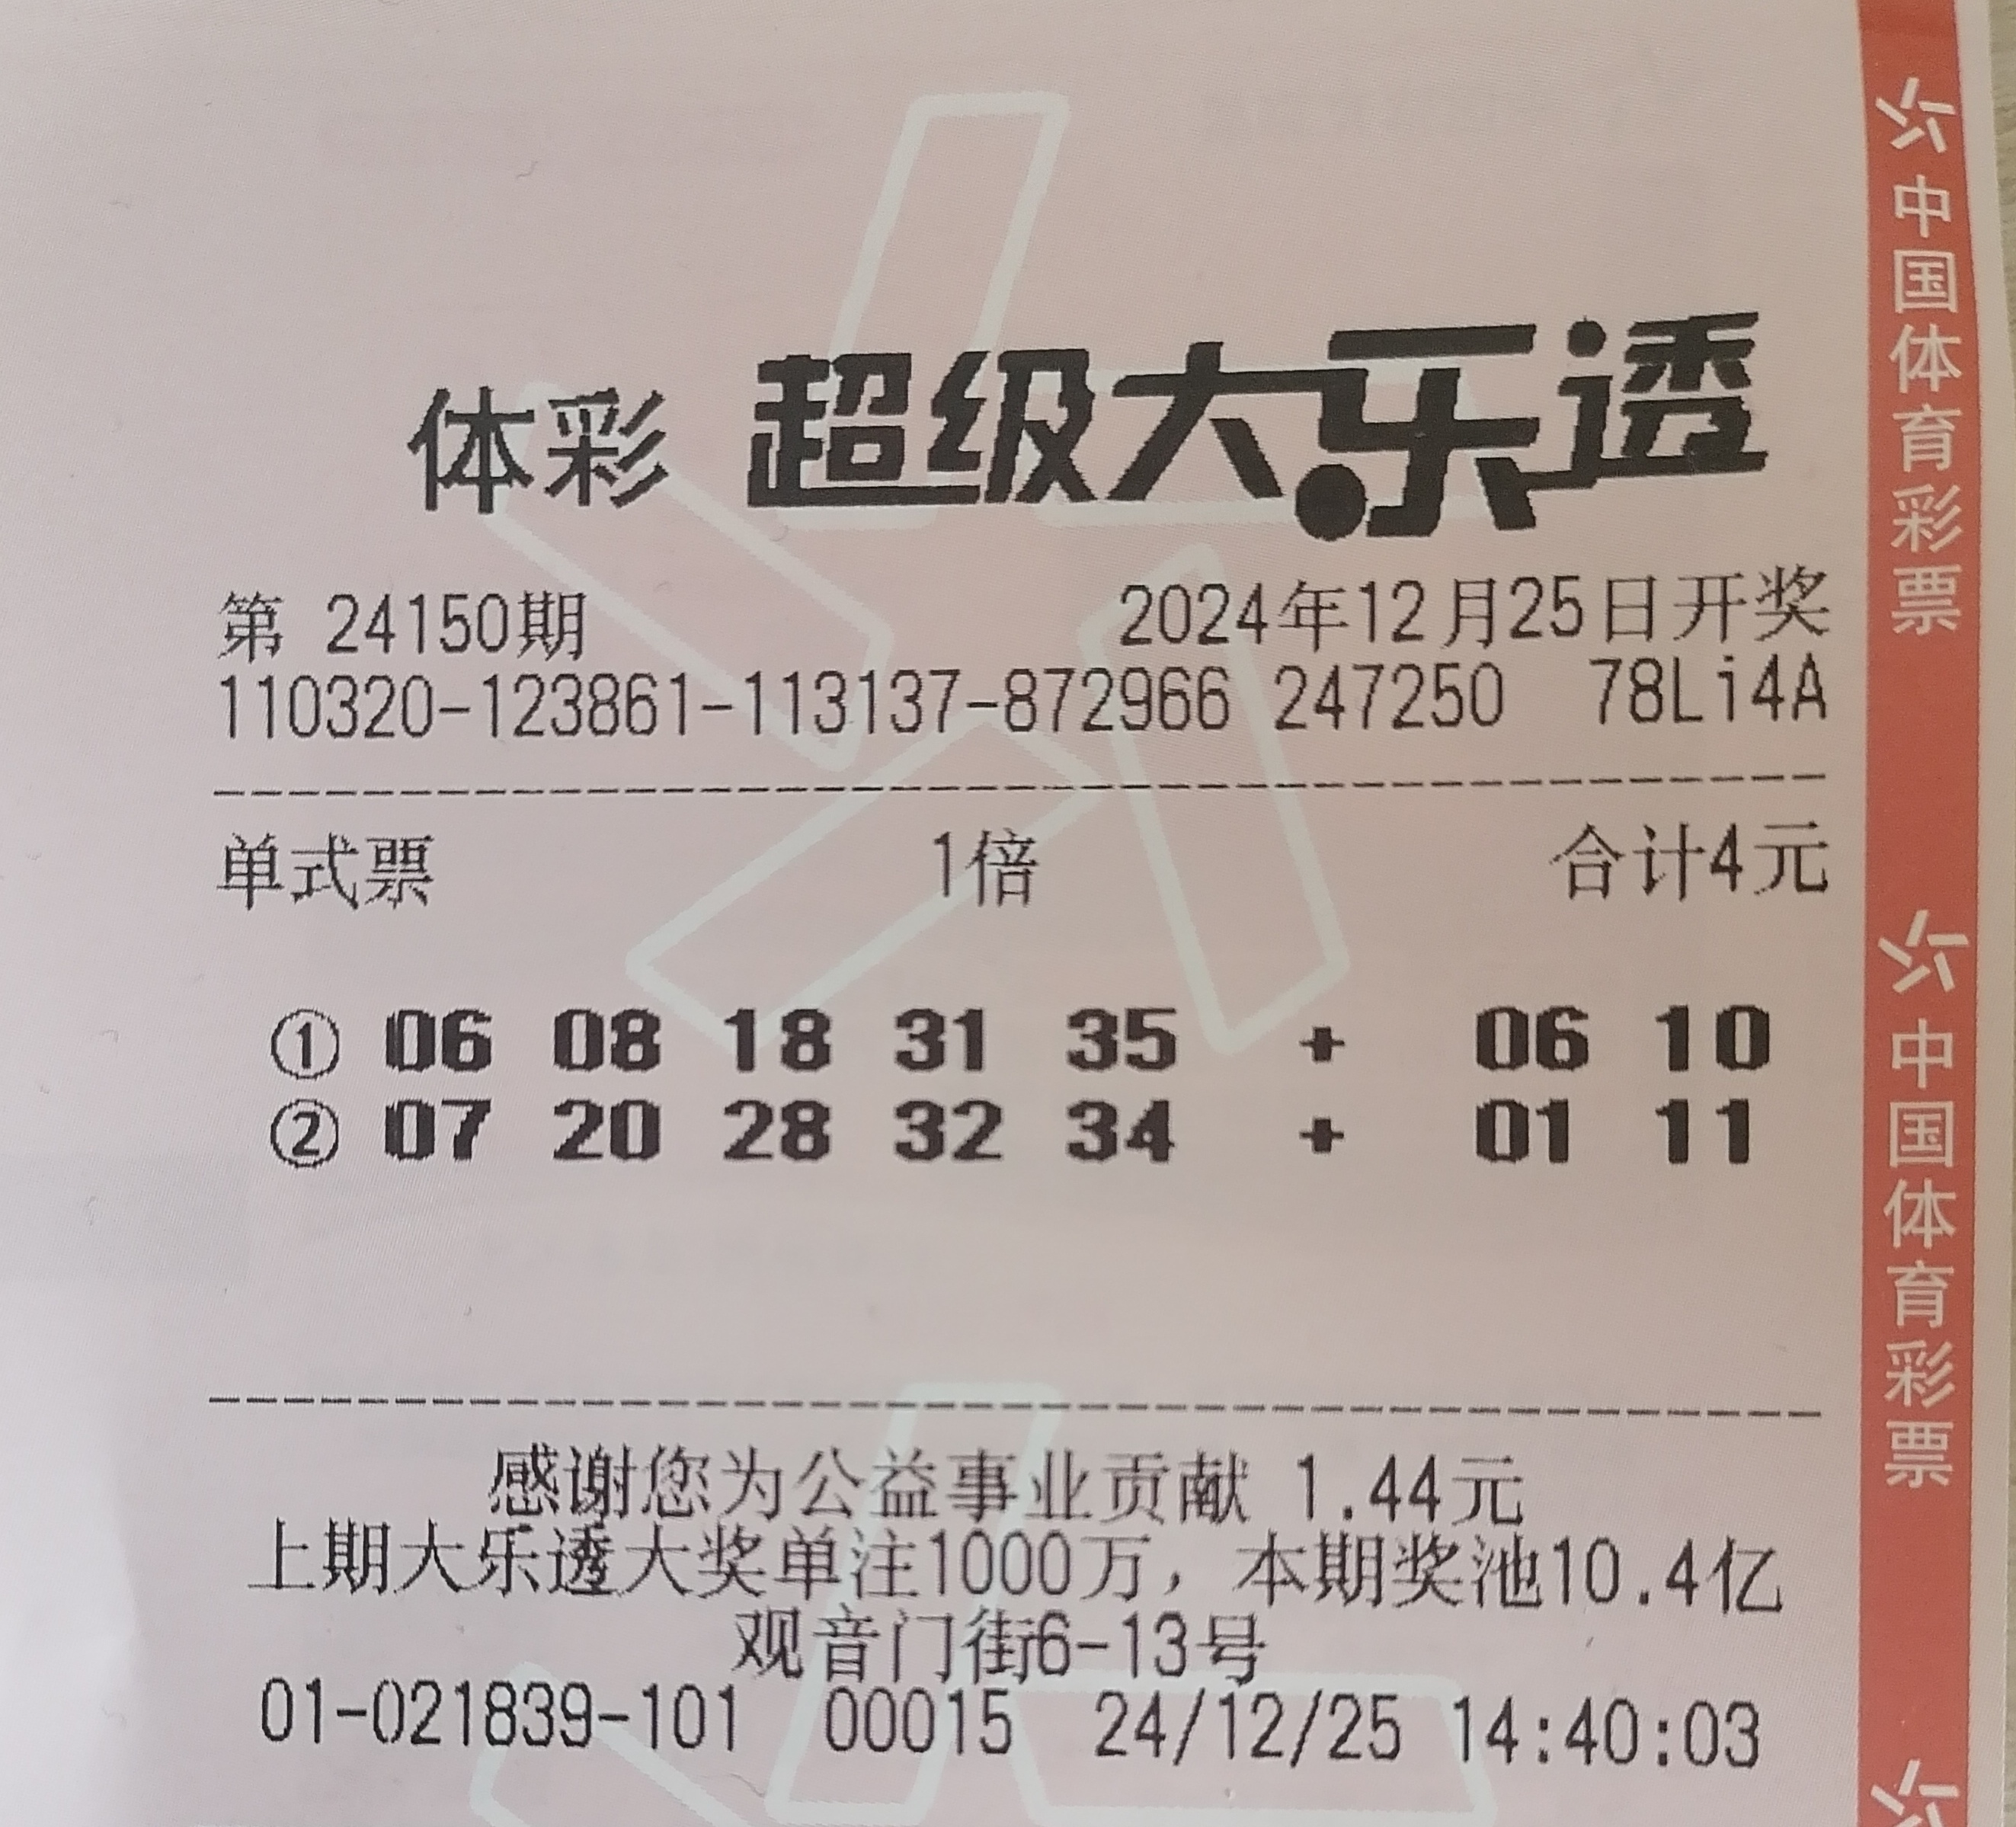 体彩 超级大乐透
第 24150期 2024年12月25日开奖
110320-123861-113137-872966 247250 78Li4A
单式票 1倍 合计4元
① 06 08 18 31 35 + 06 10
② 07 20 28 32 34 + 01 11
感谢您为公益事业贡献 1.44元
上期大乐透大奖单注1000万，本期奖池10.4亿
观音门街6-13号
01-021839-101 00015 24/12/25 14:40:03
中国体育彩票
中国体育彩票